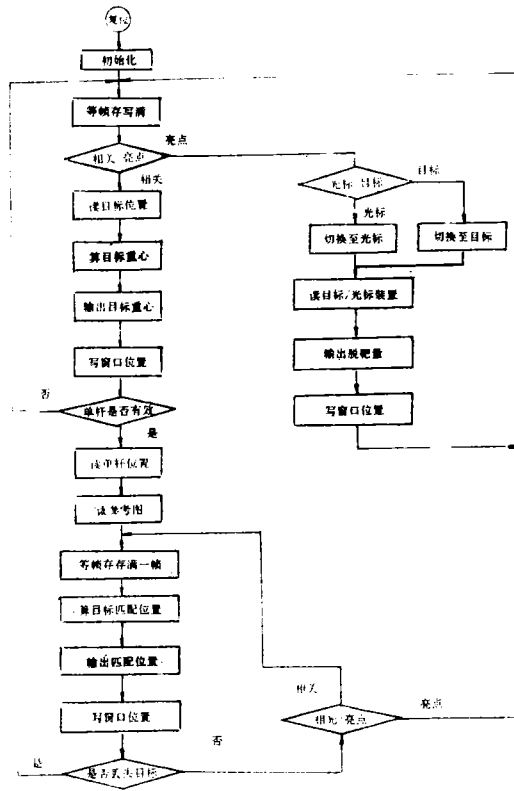 复位
初始化
等帧存写满
亮点
相关 亮点
相关
读目标位置
算目标重心
输出目标重心
写窗口位置
否
单杆是否有效
是
读单杆位置
读参考图
等帧存存满一帧
算目标匹配位置
输出匹配位置
写窗口位置
是
是否丢失目标
否
光标 目标
目标
光标
切换至光标
切换至目标
读目标/光标装置
输出脱靶量
写窗口位置
相关
相关 亮点
亮点